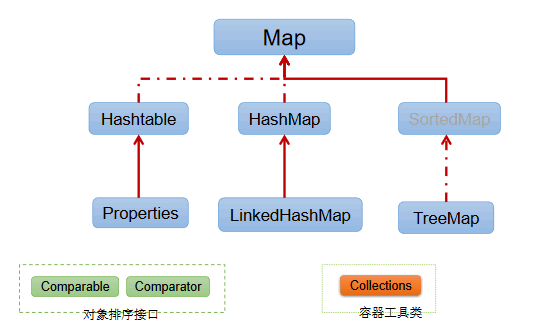 Map
Hashtable
HashMap
SortedMap
Properties
LinkedHashMap
TreeMap
Comparable
Comparator
对象排序接口
Collections
容器工具类